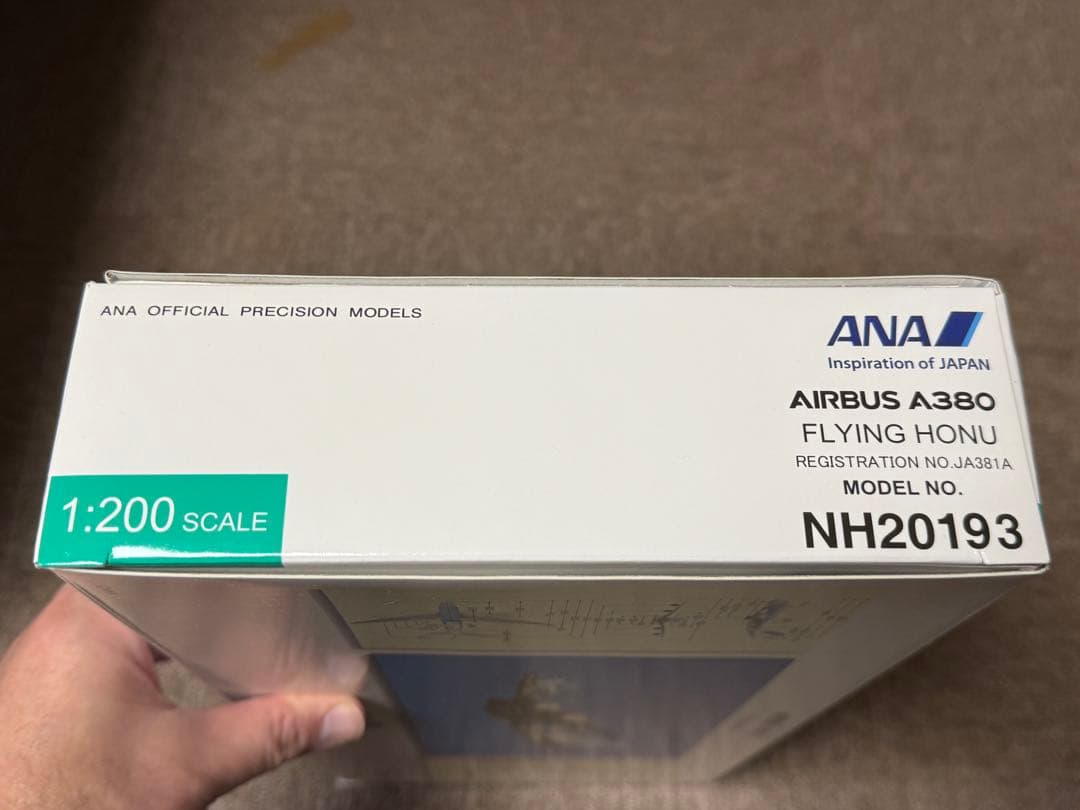 ANA OFFICIAL PRECISION MODELS
ANA
Inspiration of JAPAN
AIRBUS A380
FLYING HONU
REGISTRATION NO.JA381A
MODEL NO.
NH20193
1:200 SCALE